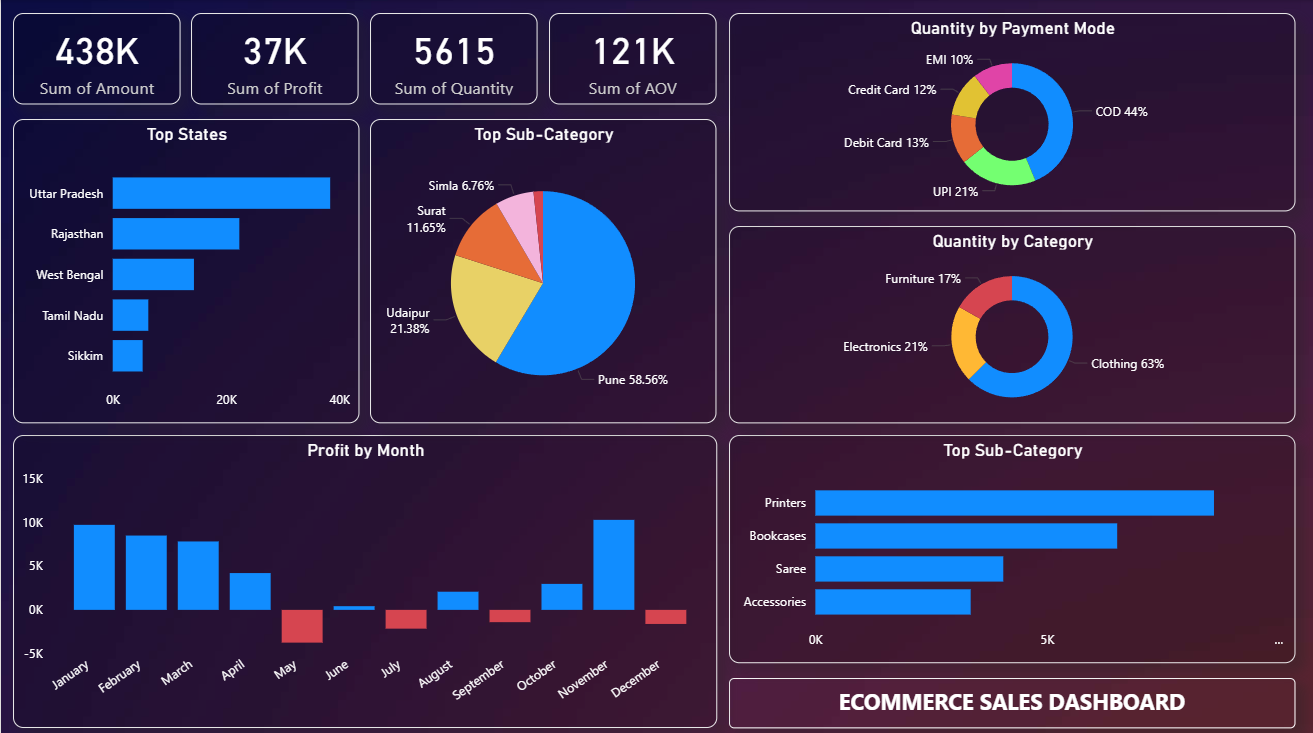 438K
Sum of Amount
37K
Sum of Profit
5615
Sum of Quantity
121K
Sum of AOV
Quantity by Payment Mode
EMI 10%
Credit Card 12%
COD 44%
Debit Card 13%
UPI 21%
Top States
Uttar Pradesh
Rajasthan
West Bengal
Tamil Nadu
Sikkim
0K
20K
40K
Top Sub-Category
Simla 6.76%
Surat
11.65%
Udaipur
21.38%
Pune 58.56%
Quantity by Category
Furniture 17%
Electronics 21%
Clothing 63%
Profit by Month
15K
10K
5K
0K
-5K
January
February
March
April
May
June
July
August
September
October
November
December
Top Sub-Category
Printers
Bookcases
Saree
Accessories
0K
5K
...
ECOMMERCE SALES DASHBOARD